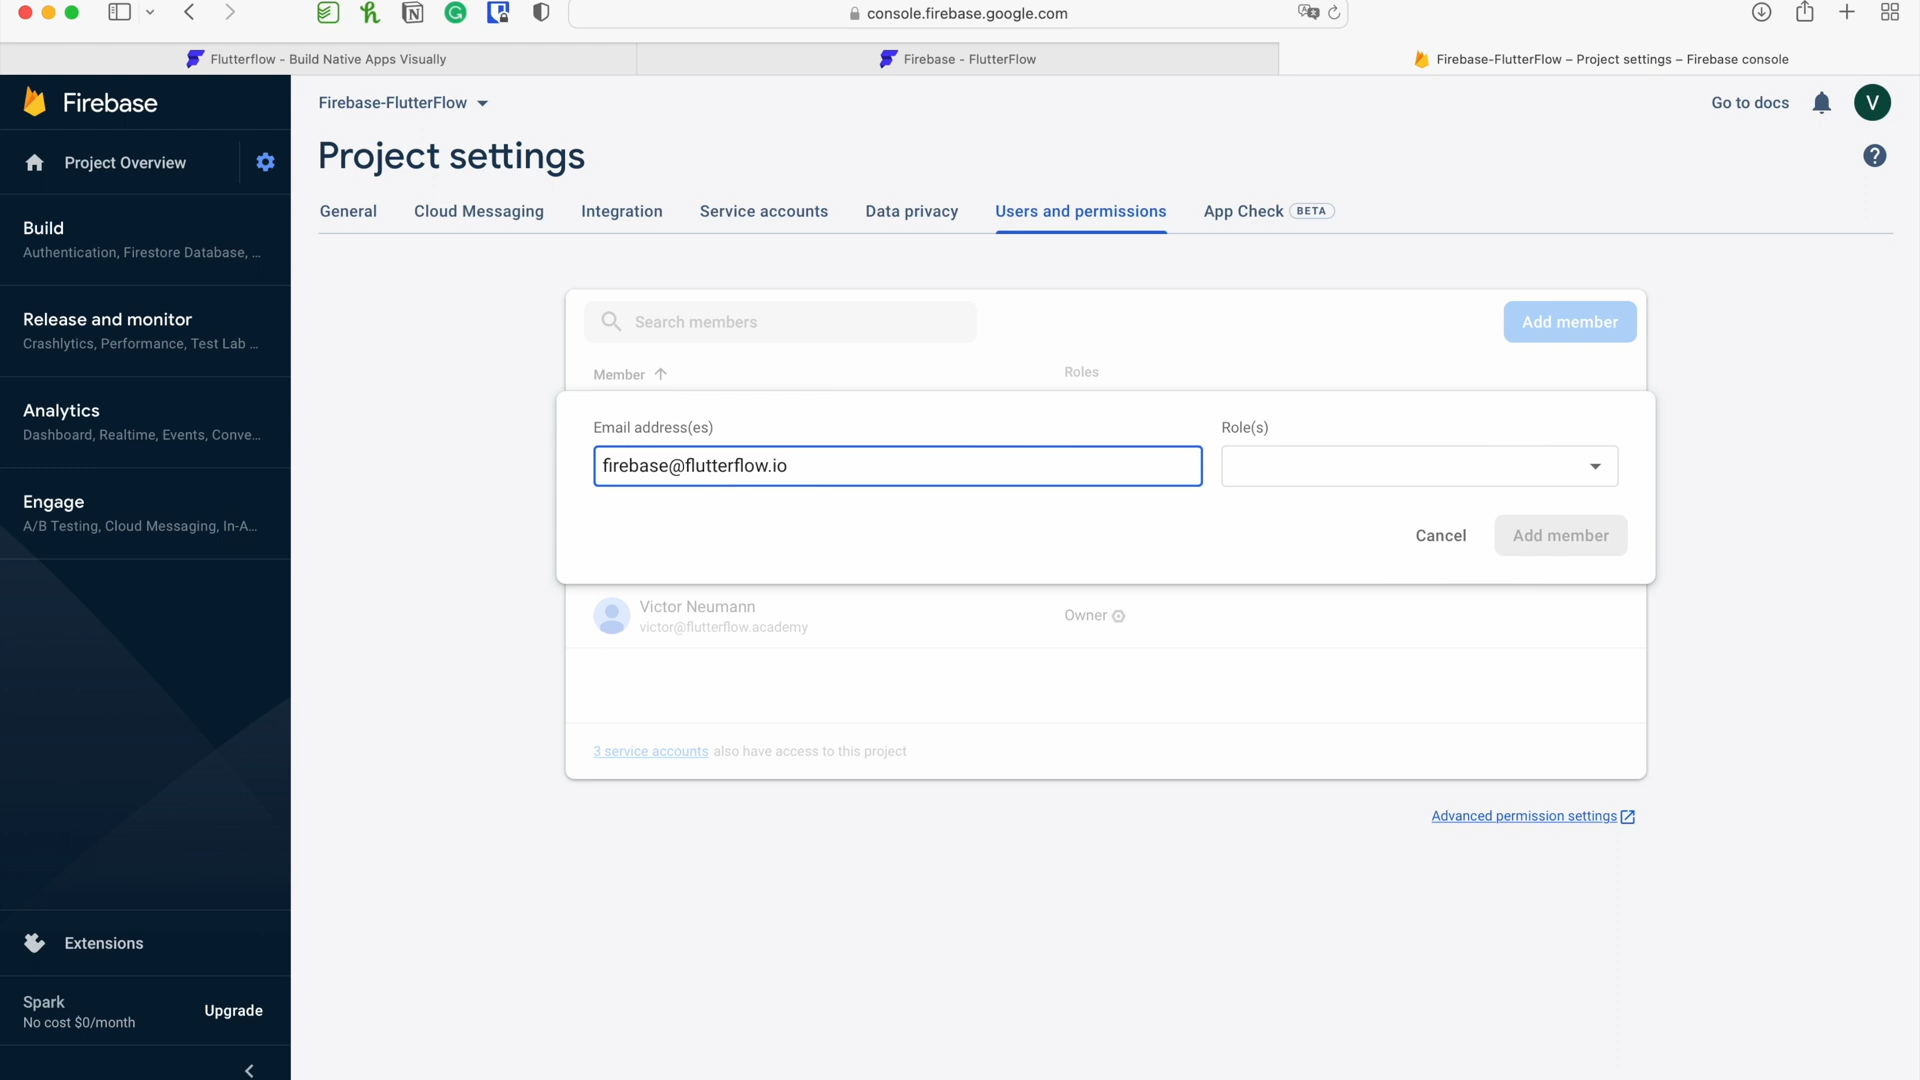 console.firebase.google.com
Flutterflow - Build Native Apps Visually
Firebase - FlutterFlow
Firebase-FlutterFlow – Project settings – Firebase console
Firebase
Firebase-FlutterFlow
Go to docs
V
Project Overview
Project settings
?
General
Cloud Messaging
Integration
Service accounts
Data privacy
Users and permissions
App Check BETA
Build
Authentication, Firestore Database, …
Release and monitor
Crashlytics, Performance, Test Lab …
Analytics
Dashboard, Realtime, Events, Conve…
Engage
A/B Testing, Cloud Messaging, In-A…
Search members
Add member
Member
Roles
Email address(es)
Role(s)
firebase@flutterflow.io
Cancel
Add member
Victor Neumann
victor@flutterflow.academy
Owner
3 service accounts also have access to this project
Advanced permission settings
Extensions
Spark
No cost $0/month
Upgrade